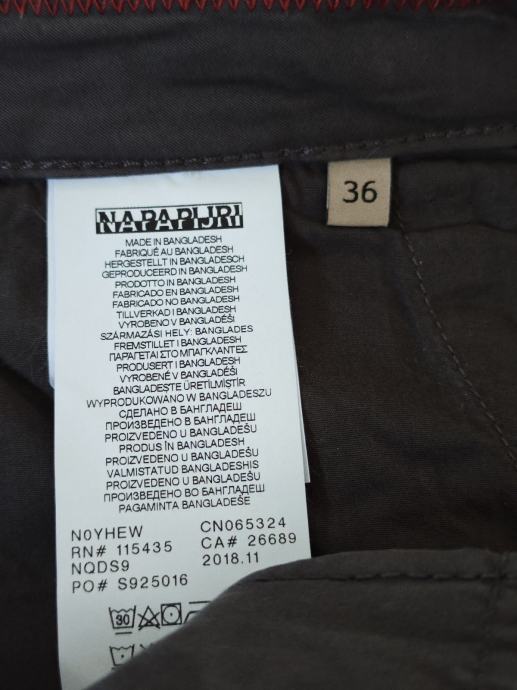 NAPAPIJRI
36
MADE IN BANGLADESH
FABRIQUÉ AU BANGLADESH
HERGESTELLT IN BANGLADESCH
GEPRODUCEERD IN BANGLADESH
PRODOTTO IN BANGLADESH
FABRICADO EN BANGLADESH
FABRICADO NO BANGLADESH
TILLVERKAD I BANGLADESH
VYROBENO V BANGLADÉŠI
SZÁRMAZÁSI HELY: BANGLADES
FREMSTILLET I BANGLADESH
ΠΑΡΑΓΕΤΑΙ ΣΤΟ ΜΠΑΓΚΛΑΝΤΕΣ
PRODUSERT I BANGLADESH
VYROBENÉ V BANGLADÉŠI
BANGLADEŞTE ÜRETİLMİŞTİR
WYPRODUKOWANO W BANGLADESZU
СДЕЛАНО В БАНГЛАДЕШ
ПРОИЗВЕДЕНО В БАНГЛАДЕШ
PROIZVEDENO U BANGLADEŠU
PRODUS ÎN BANGLADESH
PROIZVEDENO U BANGLADEŠU
VALMISTATUD BANGLADESHIS
PROIZVEDENO V BANGLADEŠU
ПРОИЗВЕДЕНО ВО БАНГЛАДЕШ
PAGAMINTA BANGLADEŠE
N0YHEW CN065324
RN# 115435 CA# 26689
NQDS9 2018.11
PO# S925016
30